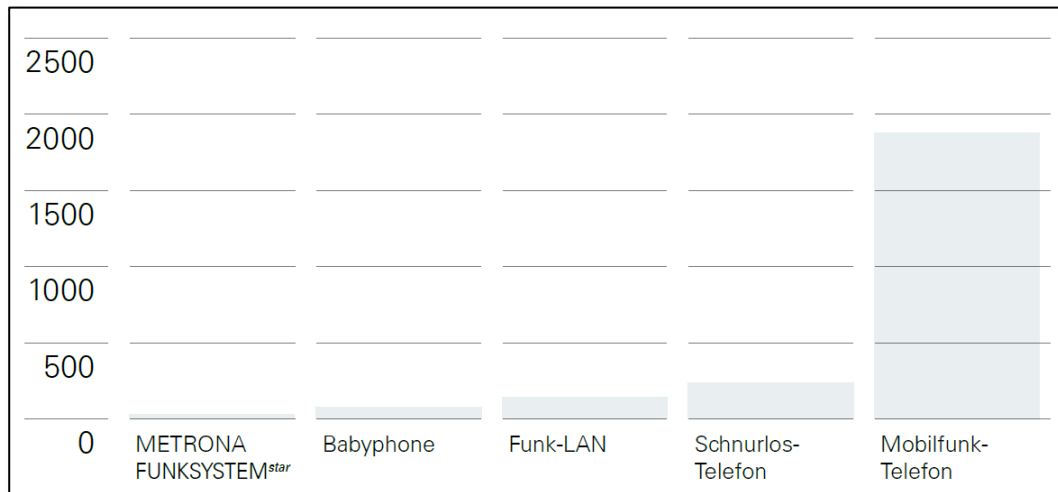 2500
2000
1500
1000
500
0
METRONA
FUNKSYSTEMstar
Babyphone
Funk-LAN
Schnurlos-
Telefon
Mobilfunk-
Telefon